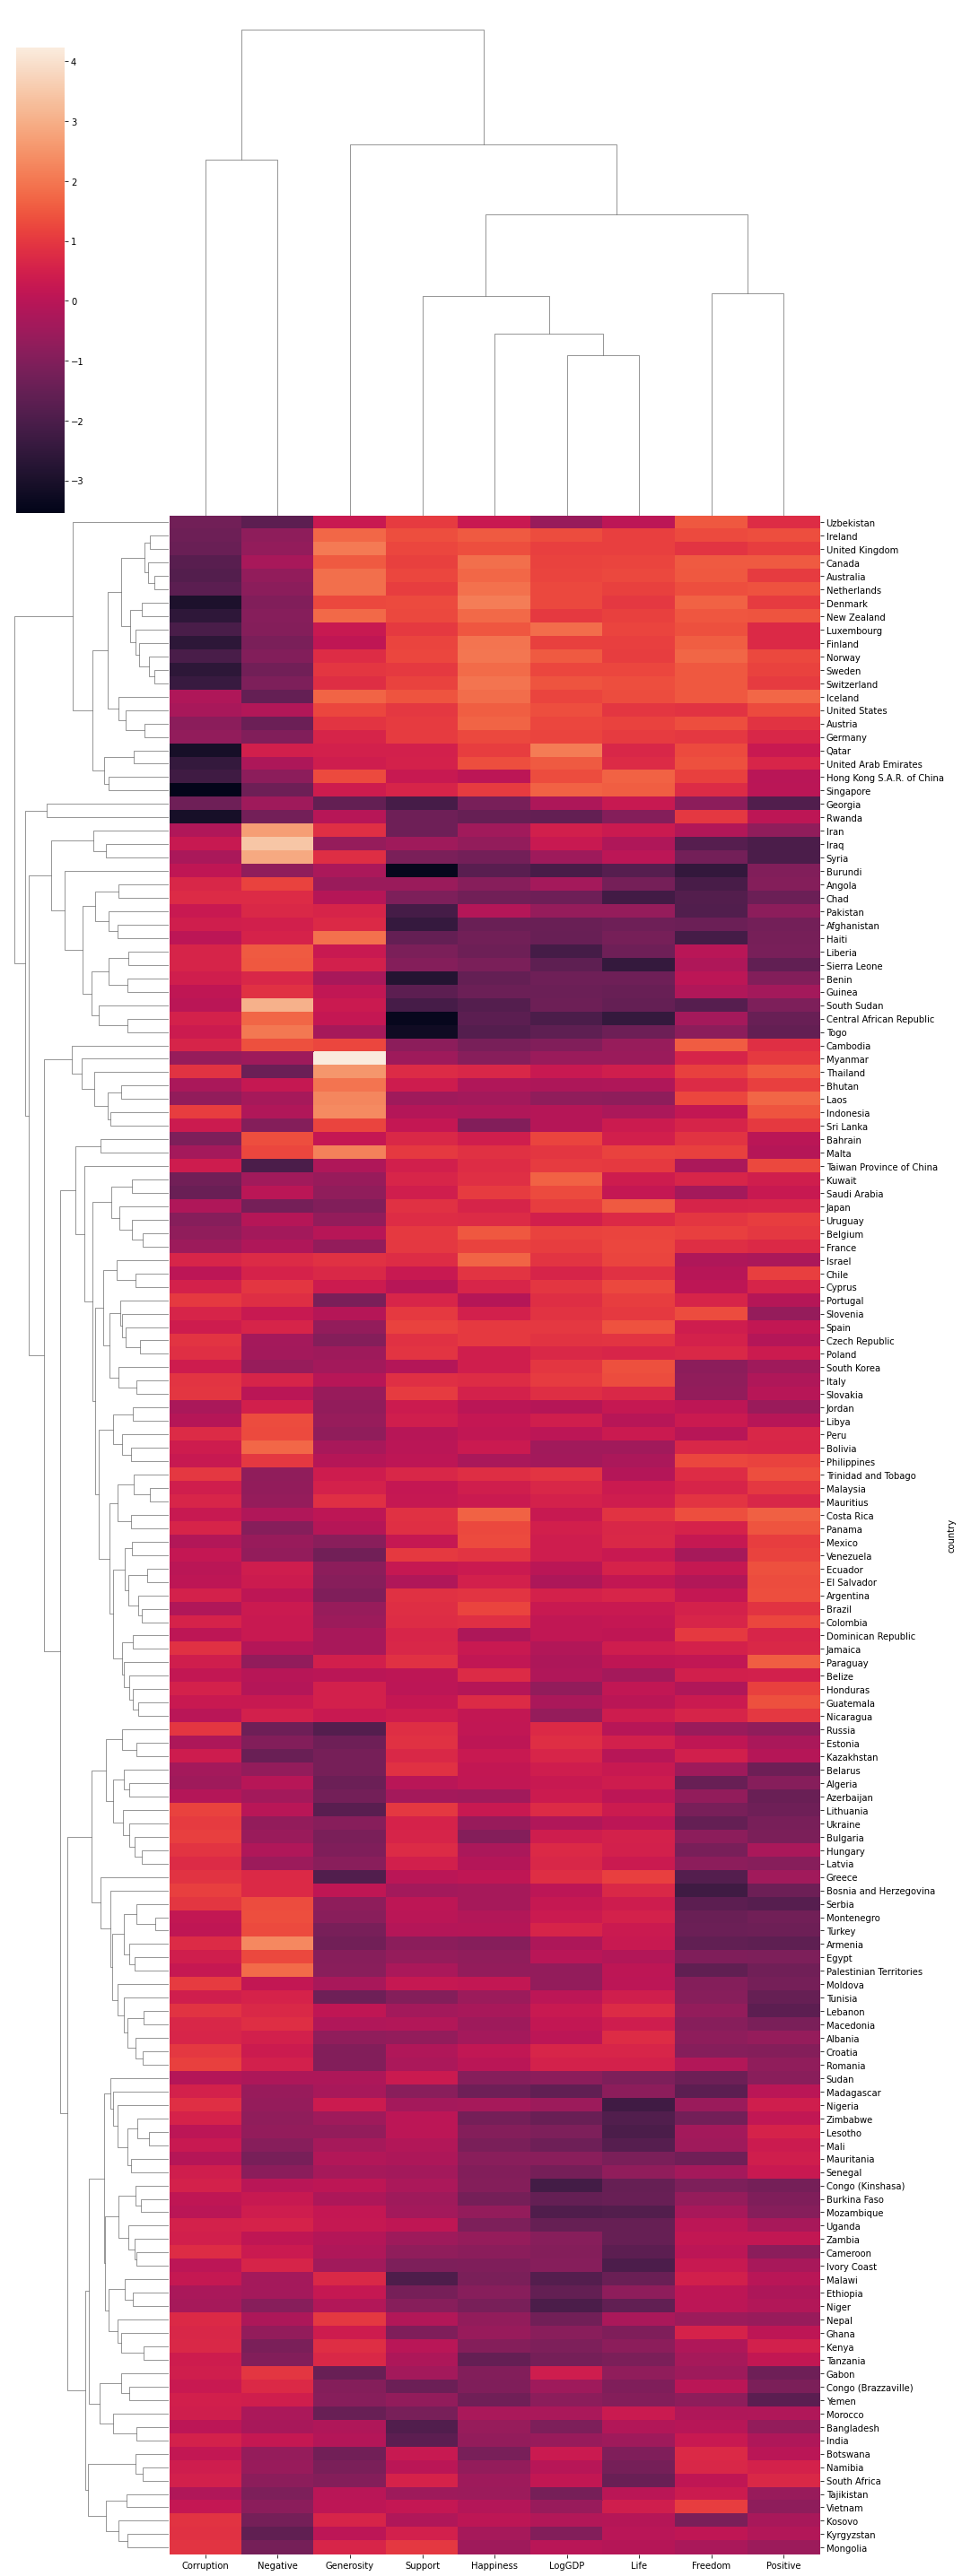 4
3
2
1
0
−1
−2
−3
Uzbekistan
Ireland
United Kingdom
Canada
Australia
Netherlands
Denmark
New Zealand
Luxembourg
Finland
Norway
Sweden
Switzerland
Iceland
United States
Austria
Germany
Qatar
United Arab Emirates
Hong Kong S.A.R. of China
Singapore
Georgia
Rwanda
Iran
Iraq
Syria
Burundi
Angola
Chad
Pakistan
Afghanistan
Haiti
Liberia
Sierra Leone
Benin
Guinea
South Sudan
Central African Republic
Togo
Cambodia
Myanmar
Thailand
Bhutan
Laos
Indonesia
Sri Lanka
Bahrain
Malta
Taiwan Province of China
Kuwait
Saudi Arabia
Japan
Uruguay
Belgium
France
Israel
Chile
Cyprus
Portugal
Slovenia
Spain
Czech Republic
Poland
South Korea
Italy
Slovakia
Jordan
Libya
Peru
Bolivia
Philippines
Trinidad and Tobago
Malaysia
Mauritius
Costa Rica
Panama
Mexico
Venezuela
Ecuador
El Salvador
Argentina
Brazil
Colombia
Dominican Republic
Jamaica
Paraguay
Belize
Honduras
Guatemala
Nicaragua
Russia
Estonia
Kazakhstan
Belarus
Algeria
Azerbaijan
Lithuania
Ukraine
Bulgaria
Hungary
Latvia
Greece
Bosnia and Herzegovina
Serbia
Montenegro
Turkey
Armenia
Egypt
Palestinian Territories
Moldova
Tunisia
Lebanon
Macedonia
Albania
Croatia
Romania
Sudan
Madagascar
Nigeria
Zimbabwe
Lesotho
Mali
Mauritania
Senegal
Congo (Kinshasa)
Burkina Faso
Mozambique
Uganda
Zambia
Cameroon
Ivory Coast
Malawi
Ethiopia
Niger
Nepal
Ghana
Kenya
Tanzania
Gabon
Congo (Brazzaville)
Yemen
Morocco
Bangladesh
India
Botswana
Namibia
South Africa
Tajikistan
Vietnam
Kosovo
Kyrgyzstan
Mongolia
country
Corruption Negative Generosity Support Happiness LogGDP Life Freedom Positive